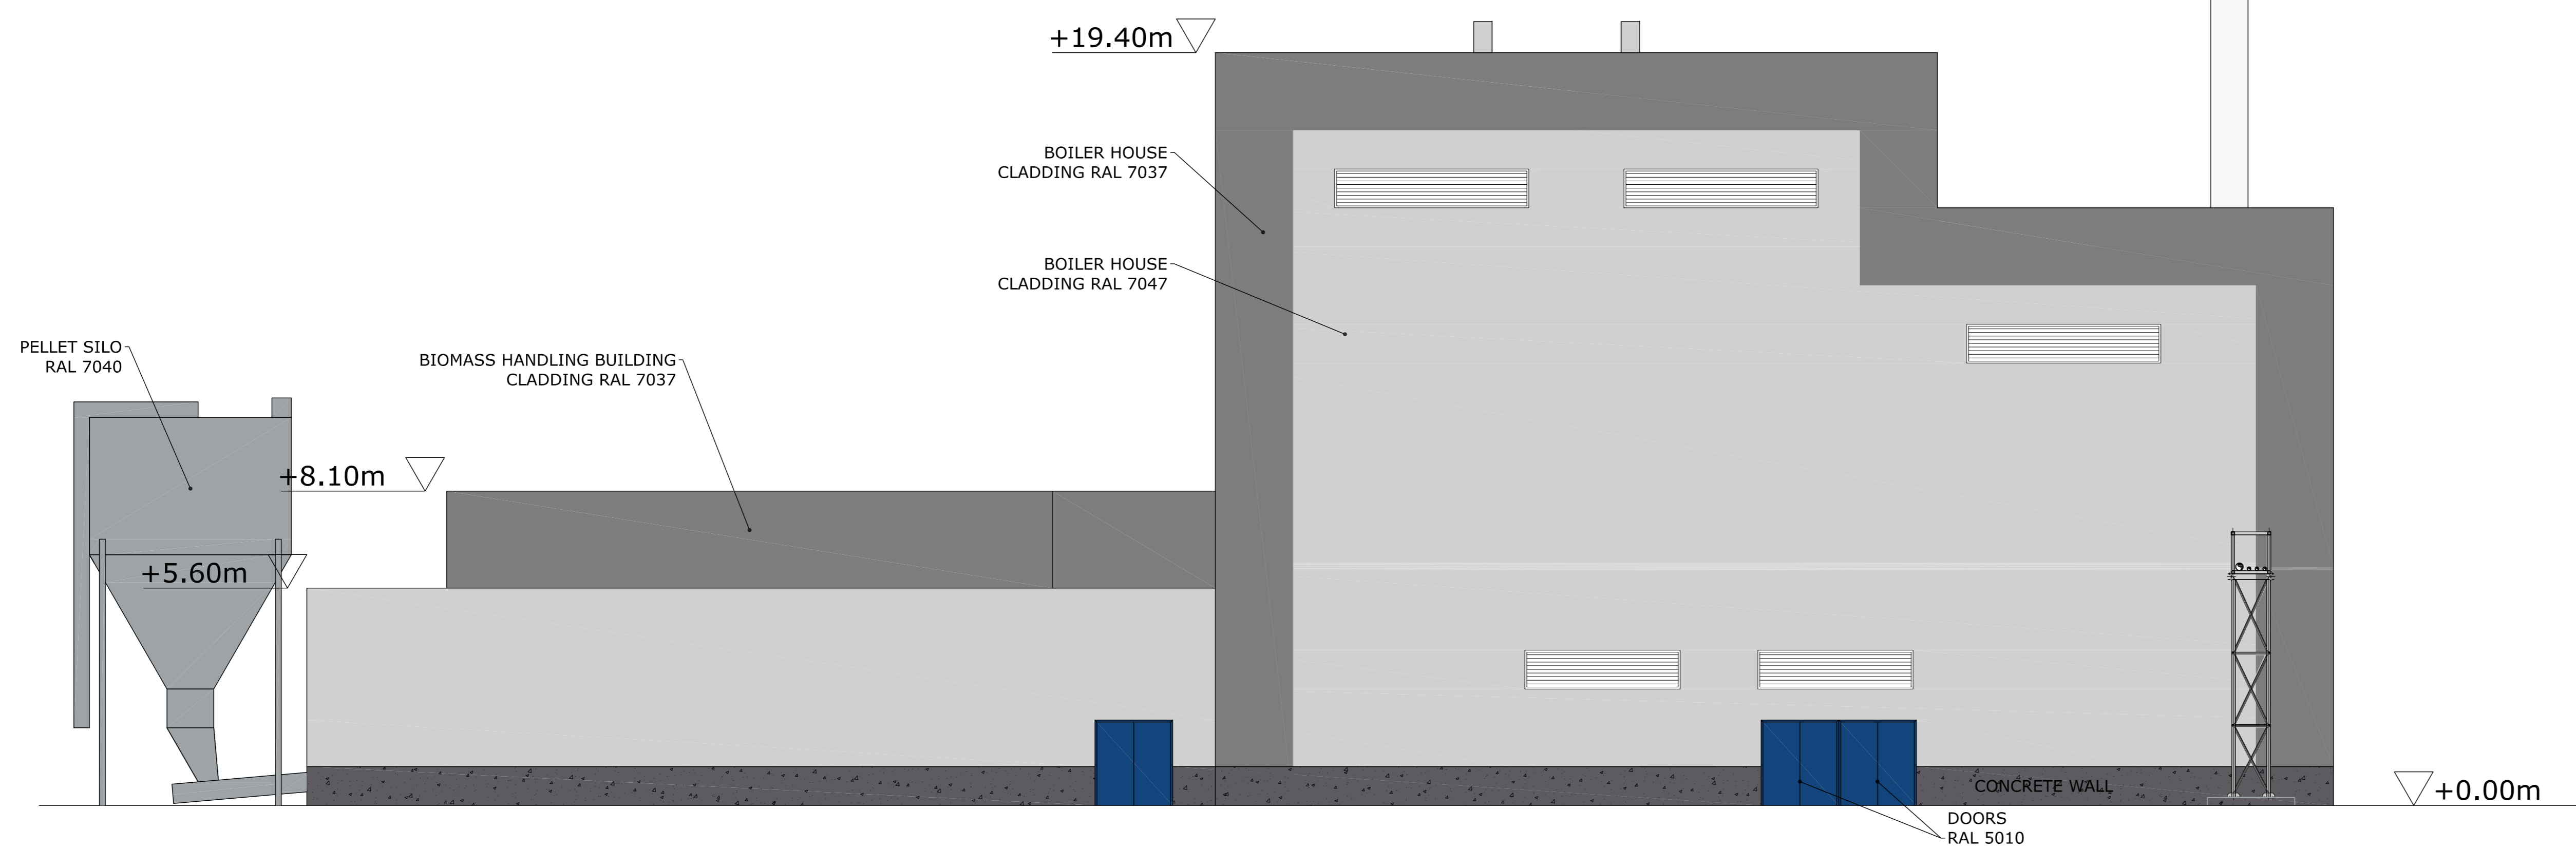 +19.40m
BOILER HOUSE
CLADDING RAL 7037
BOILER HOUSE
CLADDING RAL 7047
PELLET SILO
RAL 7040
BIOMASS HANDLING BUILDING
CLADDING RAL 7037
+8.10m
+5.60m
CONCRETE WALL
+0.00m
DOORS
RAL 5010